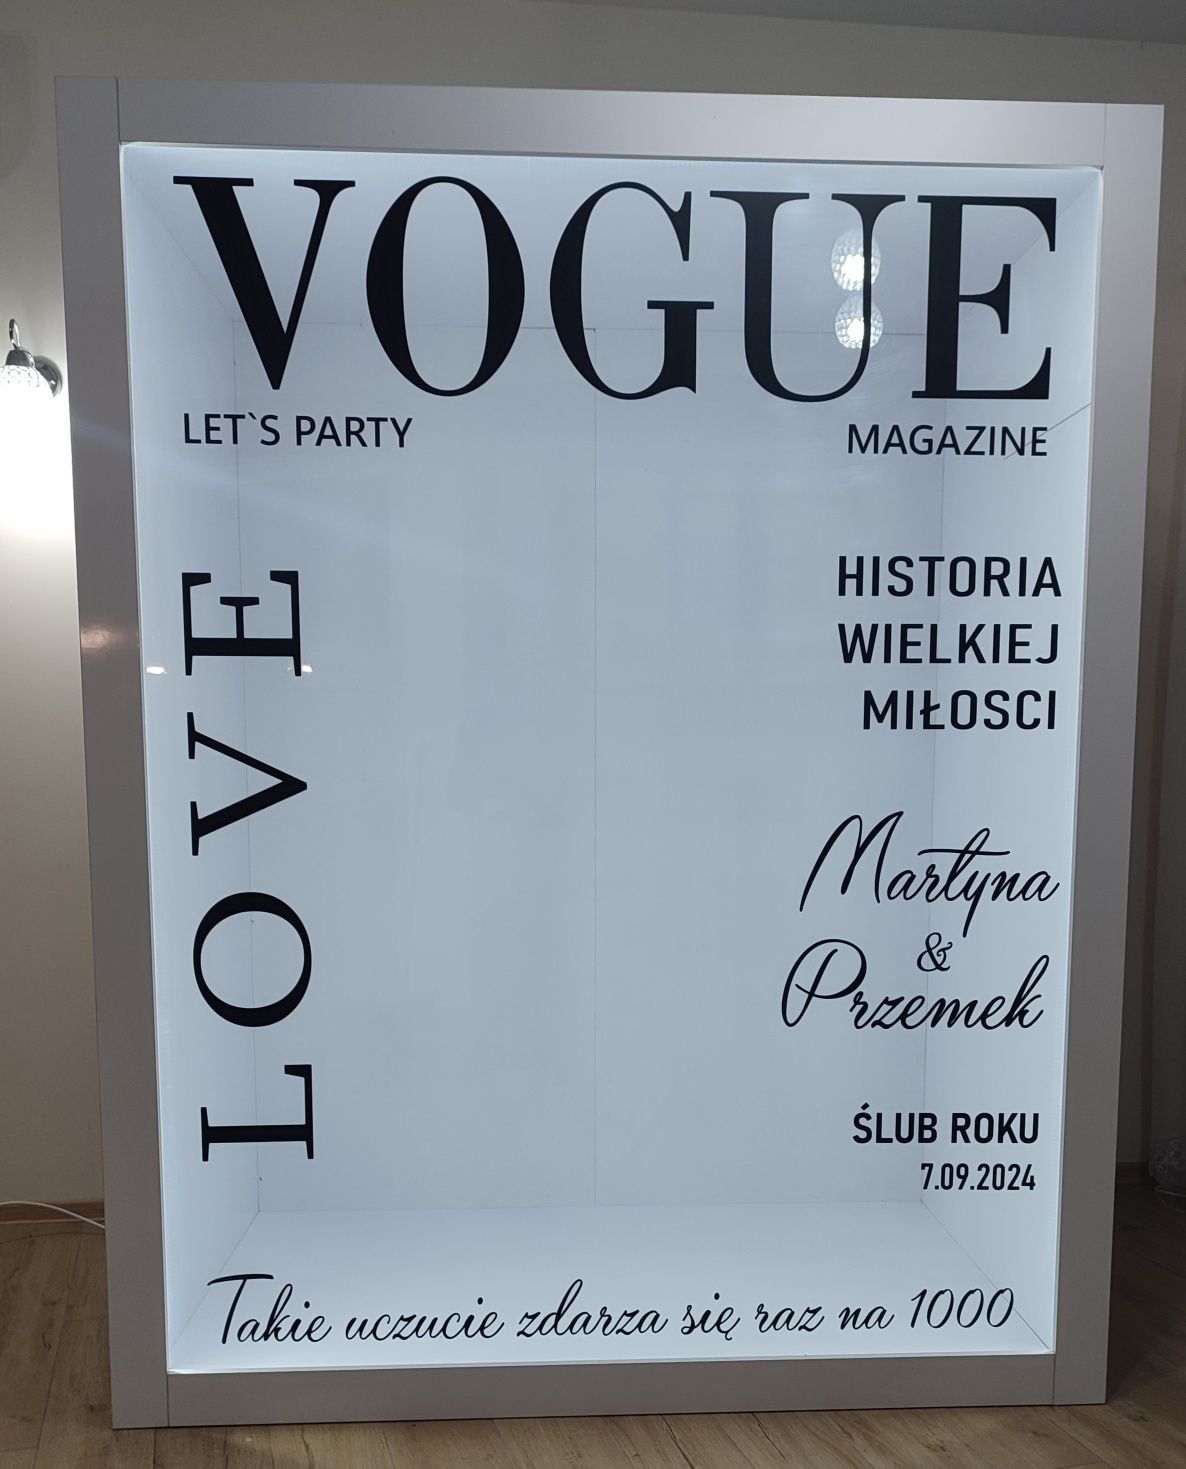 VOGUE
LET`S PARTY
MAGAZINE
LOVE
HISTORIA
WIELKIEJ
MIŁOSCI
Martyna
&
Przemek
ŚLUB ROKU
7.09.2024
Takie uczucie zdarza się raz na 1000